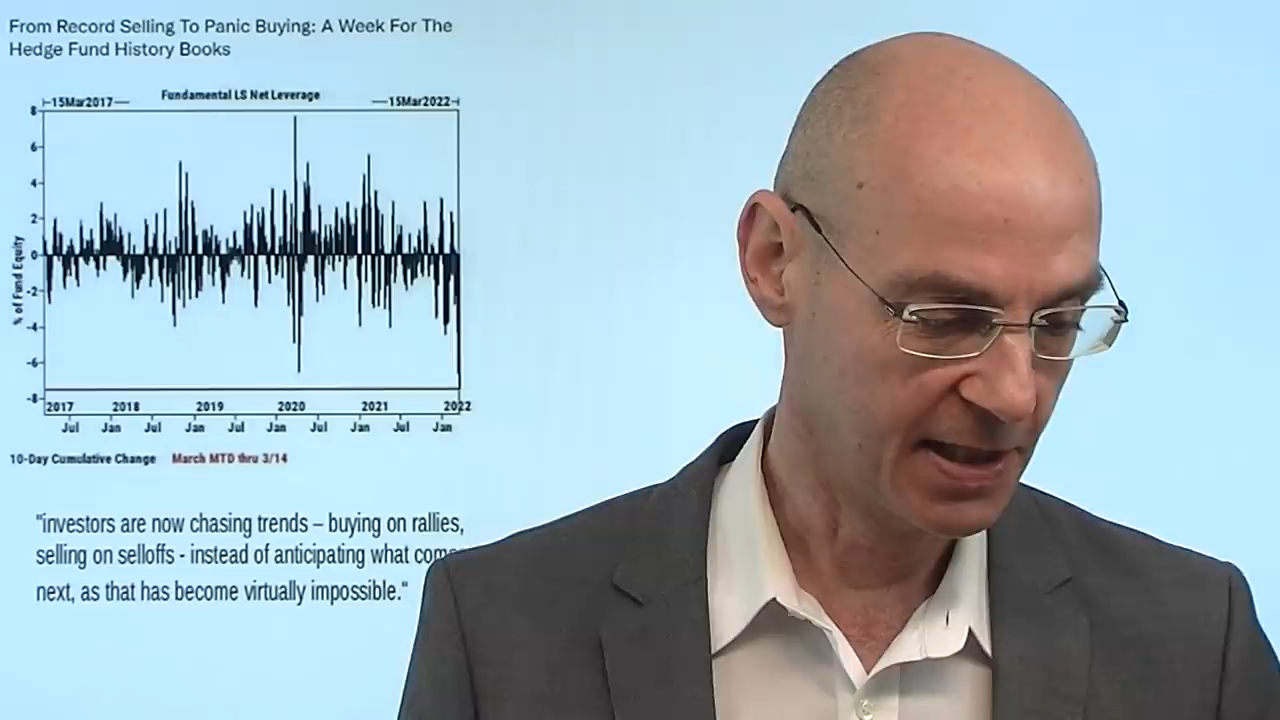 From Record Selling To Panic Buying: A Week For The
Hedge Fund History Books
15Mar2017
Fundamental LS Net Leverage
15Mar2022
8
6
4
2
0
-2
-4
-6
-8
% of Fund Equity
2017 2018 2019 2020 2021 2022
Jul Jan Jul Jan Jul Jan Jul Jan Jul Jan
10-Day Cumulative Change March MTD thru 3/14
"investors are now chasing trends – buying on rallies,
selling on selloffs - instead of anticipating what
next, as that has become virtually impossible."